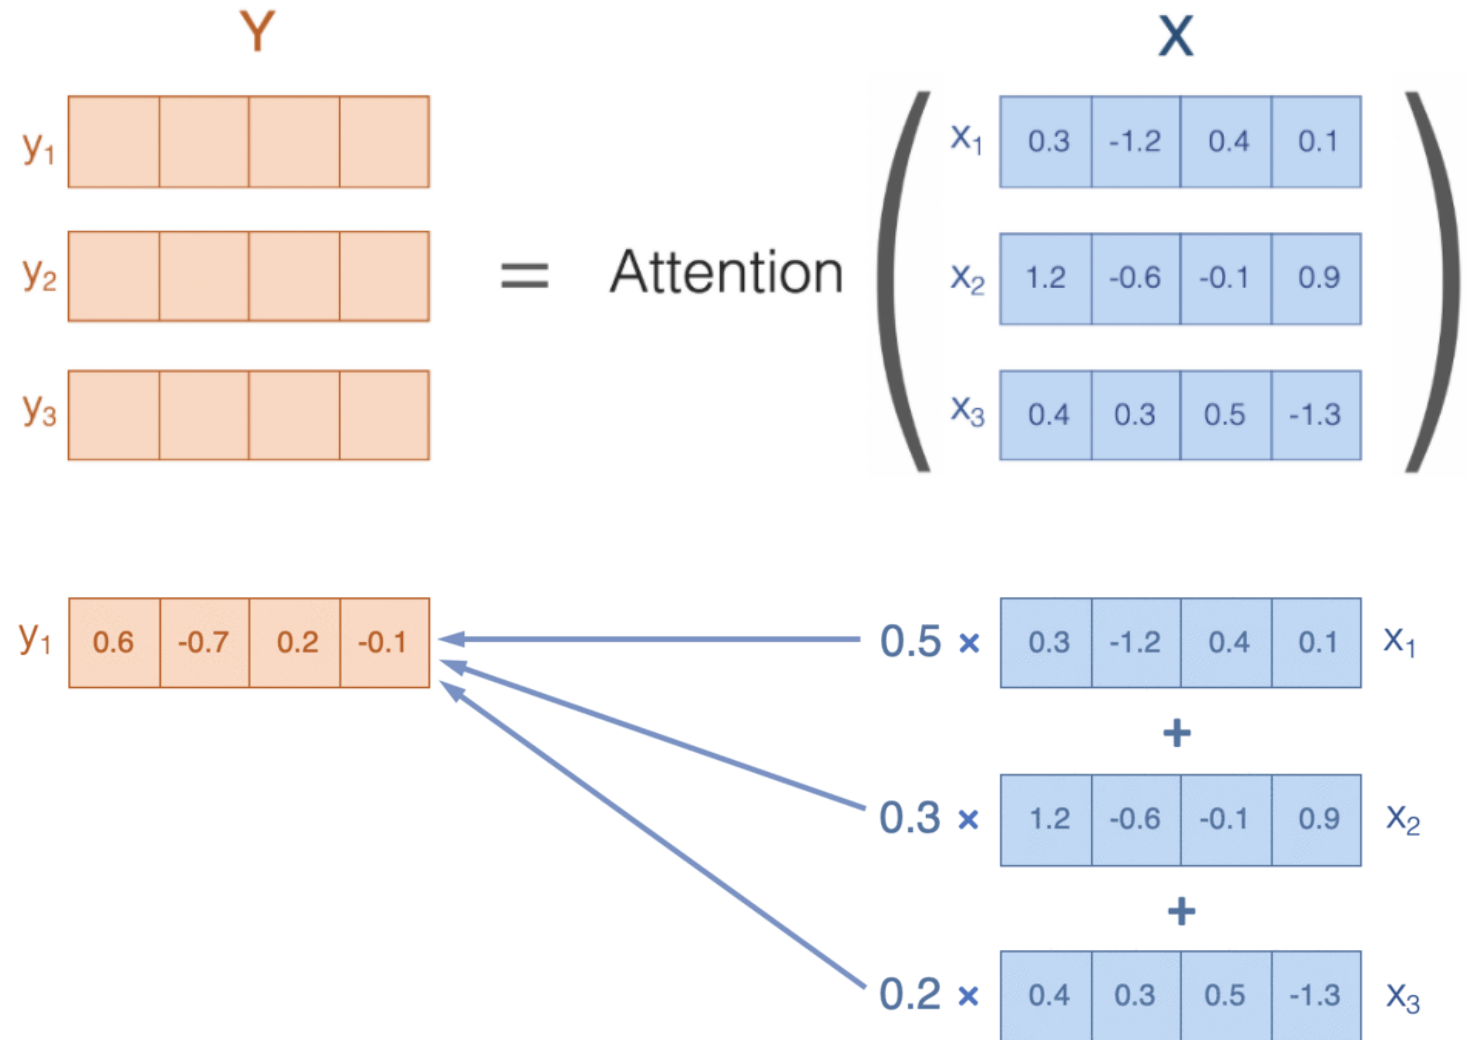 Y X
y1 x1 0.3 -1.2 0.4 0.1
y2 = Attention ( x2 1.2 -0.6 -0.1 0.9 )
y3 x3 0.4 0.3 0.5 -1.3
y1 0.6 -0.7 0.2 -0.1 0.5 × 0.3 -1.2 0.4 0.1 x1
+
0.3 × 1.2 -0.6 -0.1 0.9 x2
+
0.2 × 0.4 0.3 0.5 -1.3 x3